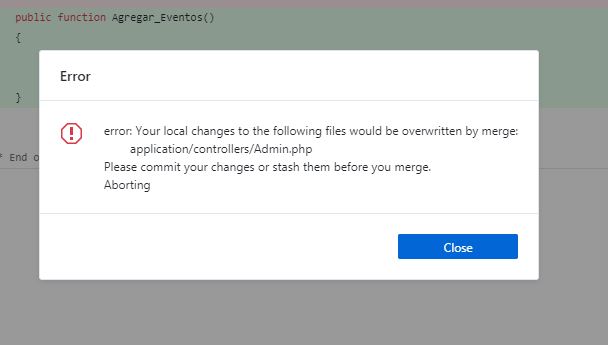 public function Agregar_Eventos()
{
}
Error
error: Your local changes to the following files would be overwritten by merge:
application/controllers/Admin.php
Please commit your changes or stash them before you merge.
Aborting
* End o
Close